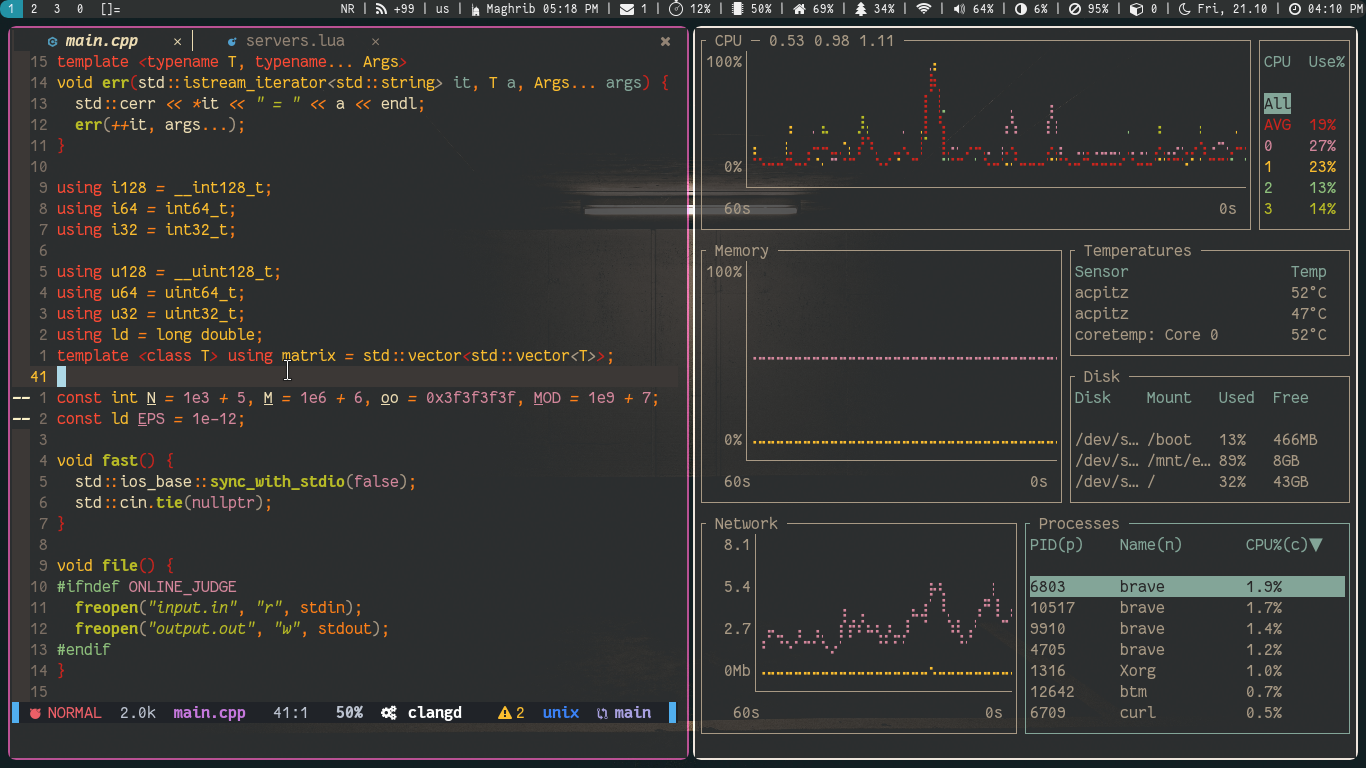 1 2 3 0 []= NR | +99 | us | Maghrib 05:18 PM | 1 | 12% | 50% | 69% | 34% | | 64% | 6% | 95% | 0 | Fri, 21.10 | 04:10 PM
main.cpp × | servers.lua ×
15 template <typename T, typename... Args>
14 void err(std::istream_iterator<std::string> it, T a, Args... args) {
13 std::cerr << *it << " = " << a << endl;
12 err(++it, args...);
11 }
10
9 using i128 = __int128_t;
8 using i64 = int64_t;
7 using i32 = int32_t;
6
5 using u128 = __uint128_t;
4 using u64 = uint64_t;
3 using u32 = uint32_t;
2 using ld = long double;
1 template <class T> using matrix = std::vector<std::vector<T>>;
41
-- 1 const int N = 1e3 + 5, M = 1e6 + 6, oo = 0x3f3f3f3f, MOD = 1e9 + 7;
-- 2 const ld EPS = 1e-12;
3
4 void fast() {
5 std::ios_base::sync_with_stdio(false);
6 std::cin.tie(nullptr);
7 }
8
9 void file() {
10 #ifndef ONLINE_JUDGE
11 freopen("input.in", "r", stdin);
12 freopen("output.out", "w", stdout);
13 #endif
14 }
15
NORMAL 2.0k main.cpp 41:1 50% clangd 2 unix main
CPU — 0.53 0.98 1.11
100%
0%
60s 0s
CPU Use%
All
AVG 19%
0 27%
1 23%
2 13%
3 14%
Memory
100%
0%
60s 0s
Temperatures
Sensor Temp
acpitz 52°C
acpitz 47°C
coretemp: Core 0 52°C
Disk
Disk Mount Used Free
/dev/s… /boot 13% 466MB
/dev/s… /mnt/e… 89% 8GB
/dev/s… / 32% 43GB
Network
8.1
5.4
2.7
0Mb
60s 0s
Processes
PID(p) Name(n) CPU%(c)▼
6803 brave 1.9%
10517 brave 1.7%
9910 brave 1.4%
4705 brave 1.2%
1316 Xorg 1.0%
12642 btm 0.7%
6709 curl 0.5%